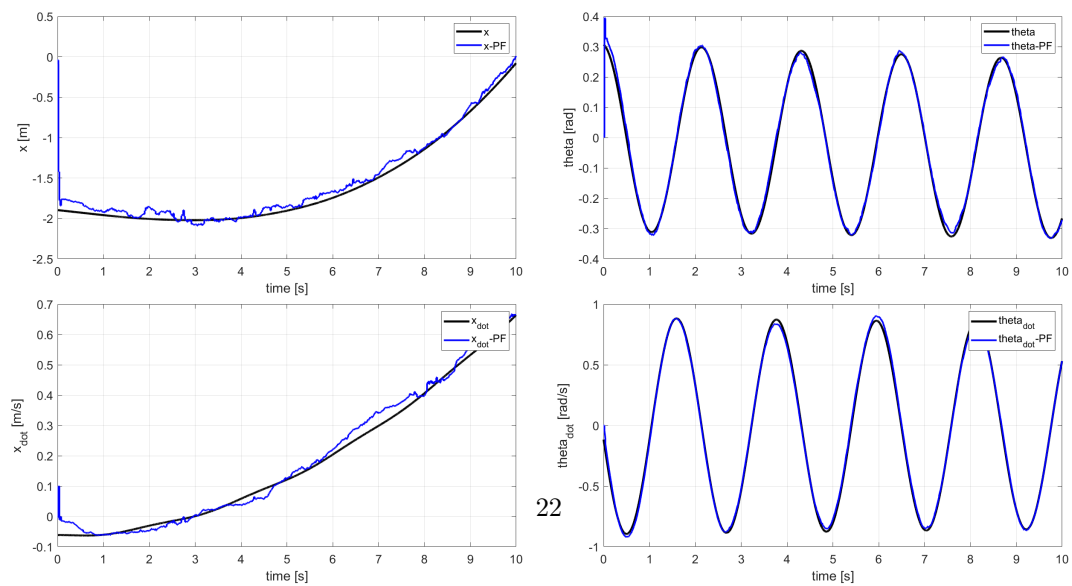 x
x-PF
0
-0.5
-1
-1.5
-2
-2.5
x [m]
0 1 2 3 4 5 6 7 8 9 10
time [s]
theta
theta-PF
0.4
0.3
0.2
0.1
0
-0.1
-0.2
-0.3
-0.4
theta [rad]
0 1 2 3 4 5 6 7 8 9 10
time [s]
x_dot
x_dot-PF
0.7
0.6
0.5
0.4
0.3
0.2
0.1
0
-0.1
x_dot [m/s]
0 1 2 3 4 5 6 7 8 9 10
time [s]
22
theta_dot
theta_dot-PF
1
0.5
0
-0.5
-1
theta_dot [rad/s]
0 1 2 3 4 5 6 7 8 9 10
time [s]